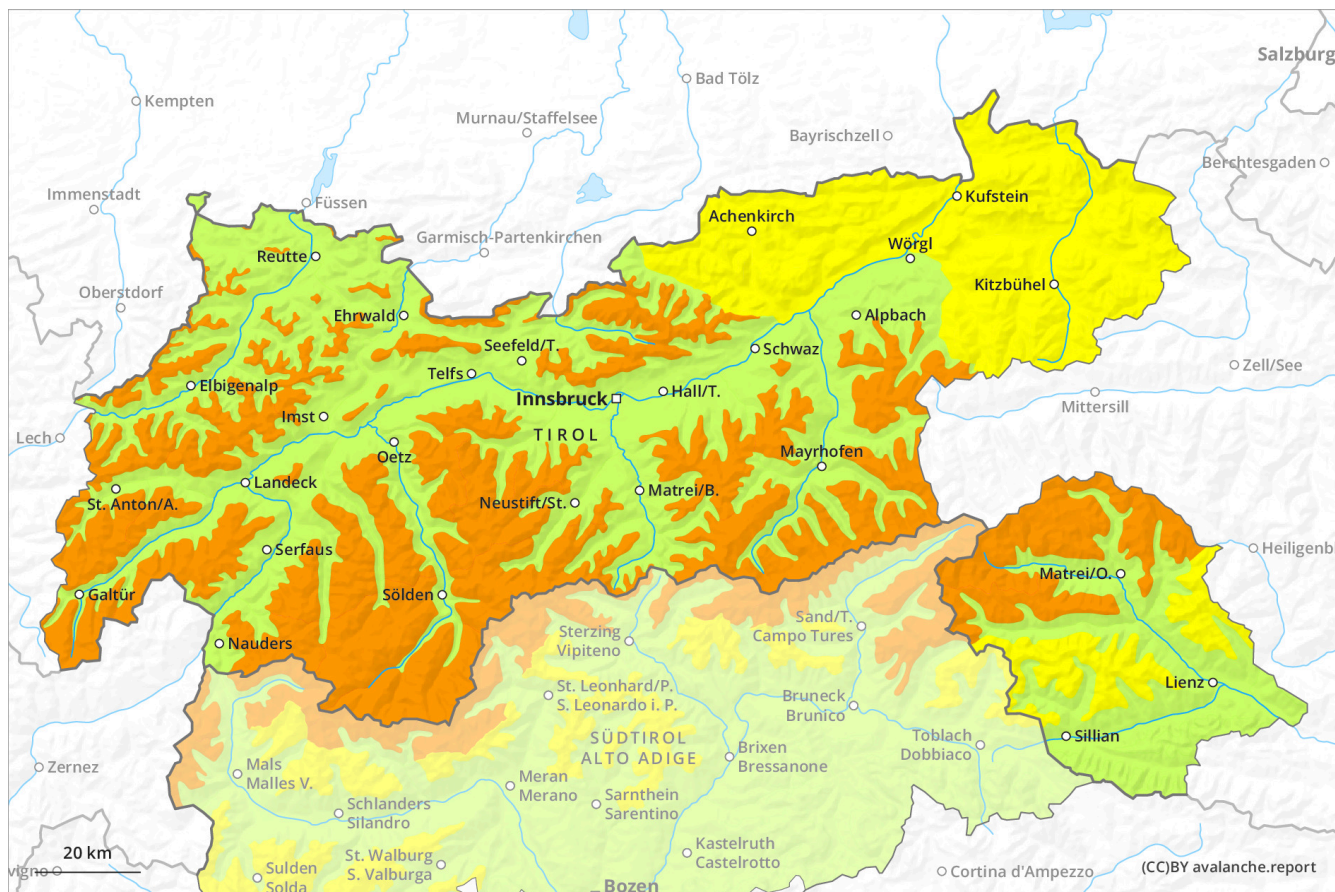 Salzburg
Bad Tölz
Kempten
Murnau/Staffelsee
Bayrischzell
Berchtesgaden
Immenstadt
Füssen
Kufstein
Achenkirch
Garmisch-Partenkirchen
Wörgl
Reutte
Kitzbühel
Oberstdorf
Ehrwald
Alpbach
Seefeld/T.
Schwaz
Zell/See
Telfs
Elbigenalp
Hall/T.
Innsbruck
Mittersill
Imst
Lech
TIROL
Oetz
Mayrhofen
Landeck
St. Anton/A.
Neustift/St.
Matrei/B.
Serfaus
Heiligenb
Matrei/O.
Galtür
Sölden
Sand/T.
Campo Tures
Sterzing
Vipiteno
Nauders
Lienz
St. Leonhard/P.
S. Leonardo i. P.
Bruneck
Brunico
Sillian
SÜDTIROL
ALTO ADIGE
Toblach
Dobbiaco
Brixen
Bressanone
Zernez
Mals
Malles V.
Meran
Merano
Sarnthein
Sarentino
Schlanders
Silandro
Kastelruth
Castelrotto
20 km
St. Walburg
S. Valburga
vigno
Sulden
Solda
Bozen
Cortina d'Ampezzo
(CC)BY avalanche.report